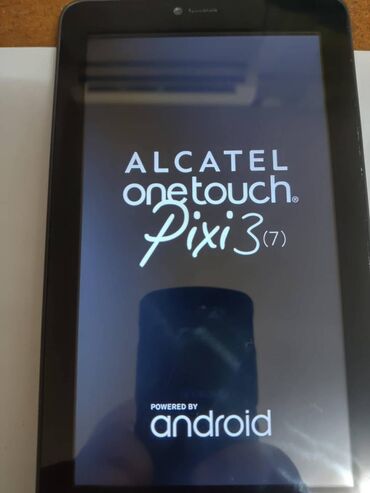 ALCATEL
onetouch®
Pixi 3 (7)
POWERED BY
android